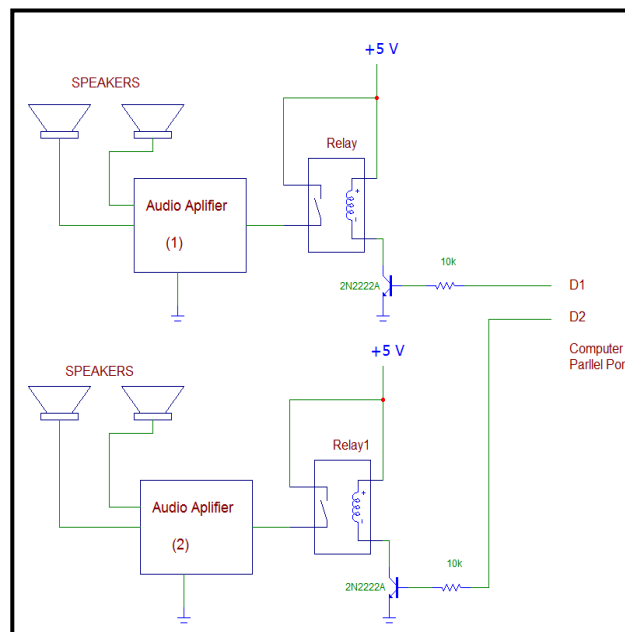 +5 V
SPEAKERS
Relay
Audio Aplifier
(1)
+
-
2N2222A
10k
D1
D2
Computer
Parllel Por
+5 V
SPEAKERS
Relay1
Audio Aplifier
(2)
+
-
2N2222A
10k